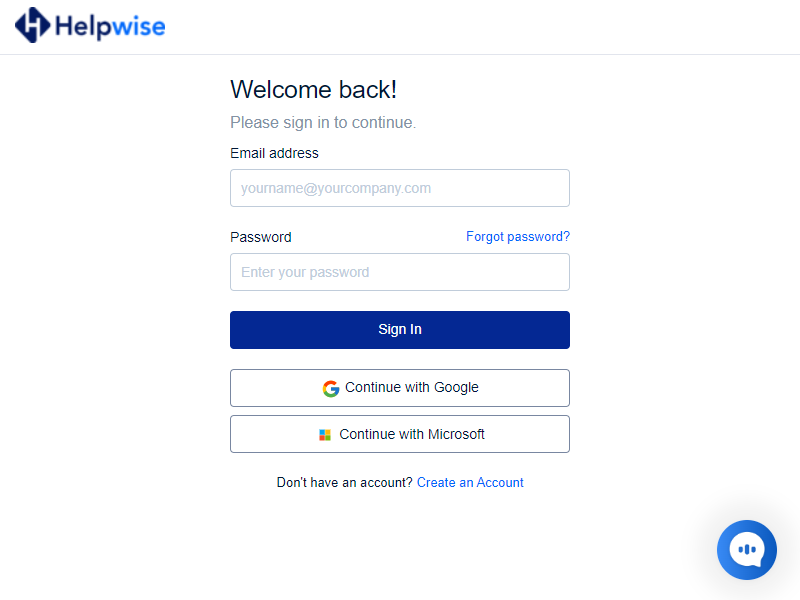 Helpwise
Welcome back!
Please sign in to continue.
Email address
yourname@yourcompany.com
Password Forgot password?
Enter your password
Sign In
Continue with Google
Continue with Microsoft
Don't have an account? Create an Account